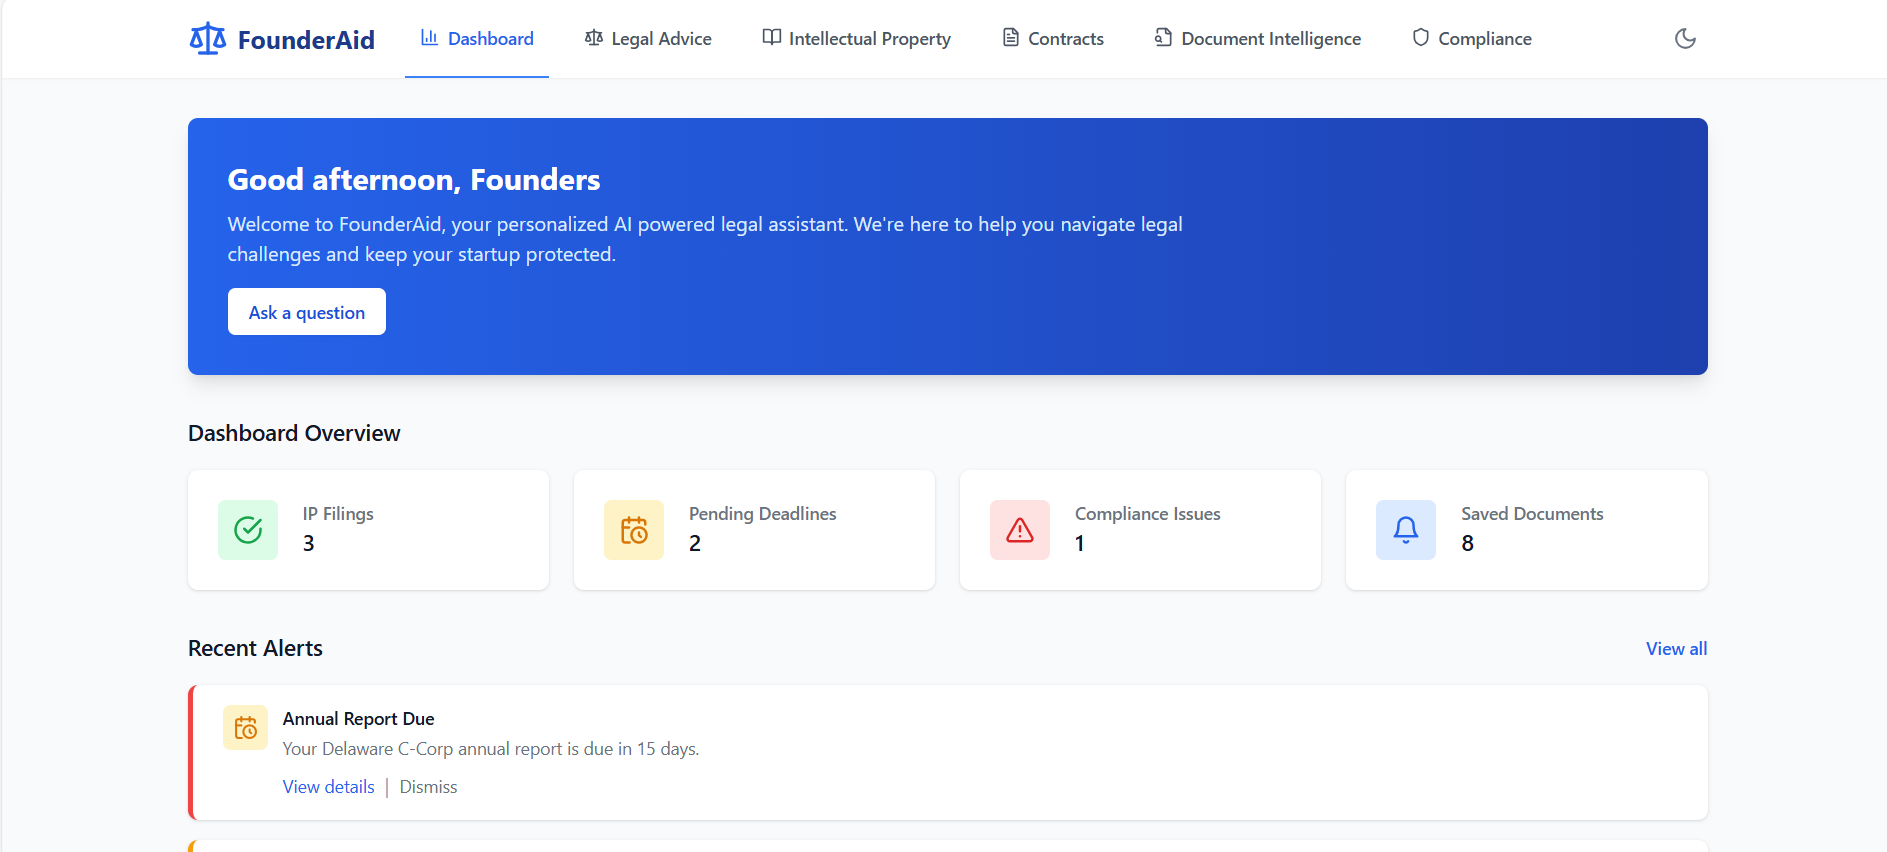 FounderAid
Dashboard
Legal Advice
Intellectual Property
Contracts
Document Intelligence
Compliance
Good afternoon, Founders
Welcome to FounderAid, your personalized AI powered legal assistant. We're here to help you navigate legal
challenges and keep your startup protected.
Ask a question
Dashboard Overview
IP Filings
3
Pending Deadlines
2
Compliance Issues
1
Saved Documents
8
Recent Alerts
View all
Annual Report Due
Your Delaware C-Corp annual report is due in 15 days.
View details | Dismiss